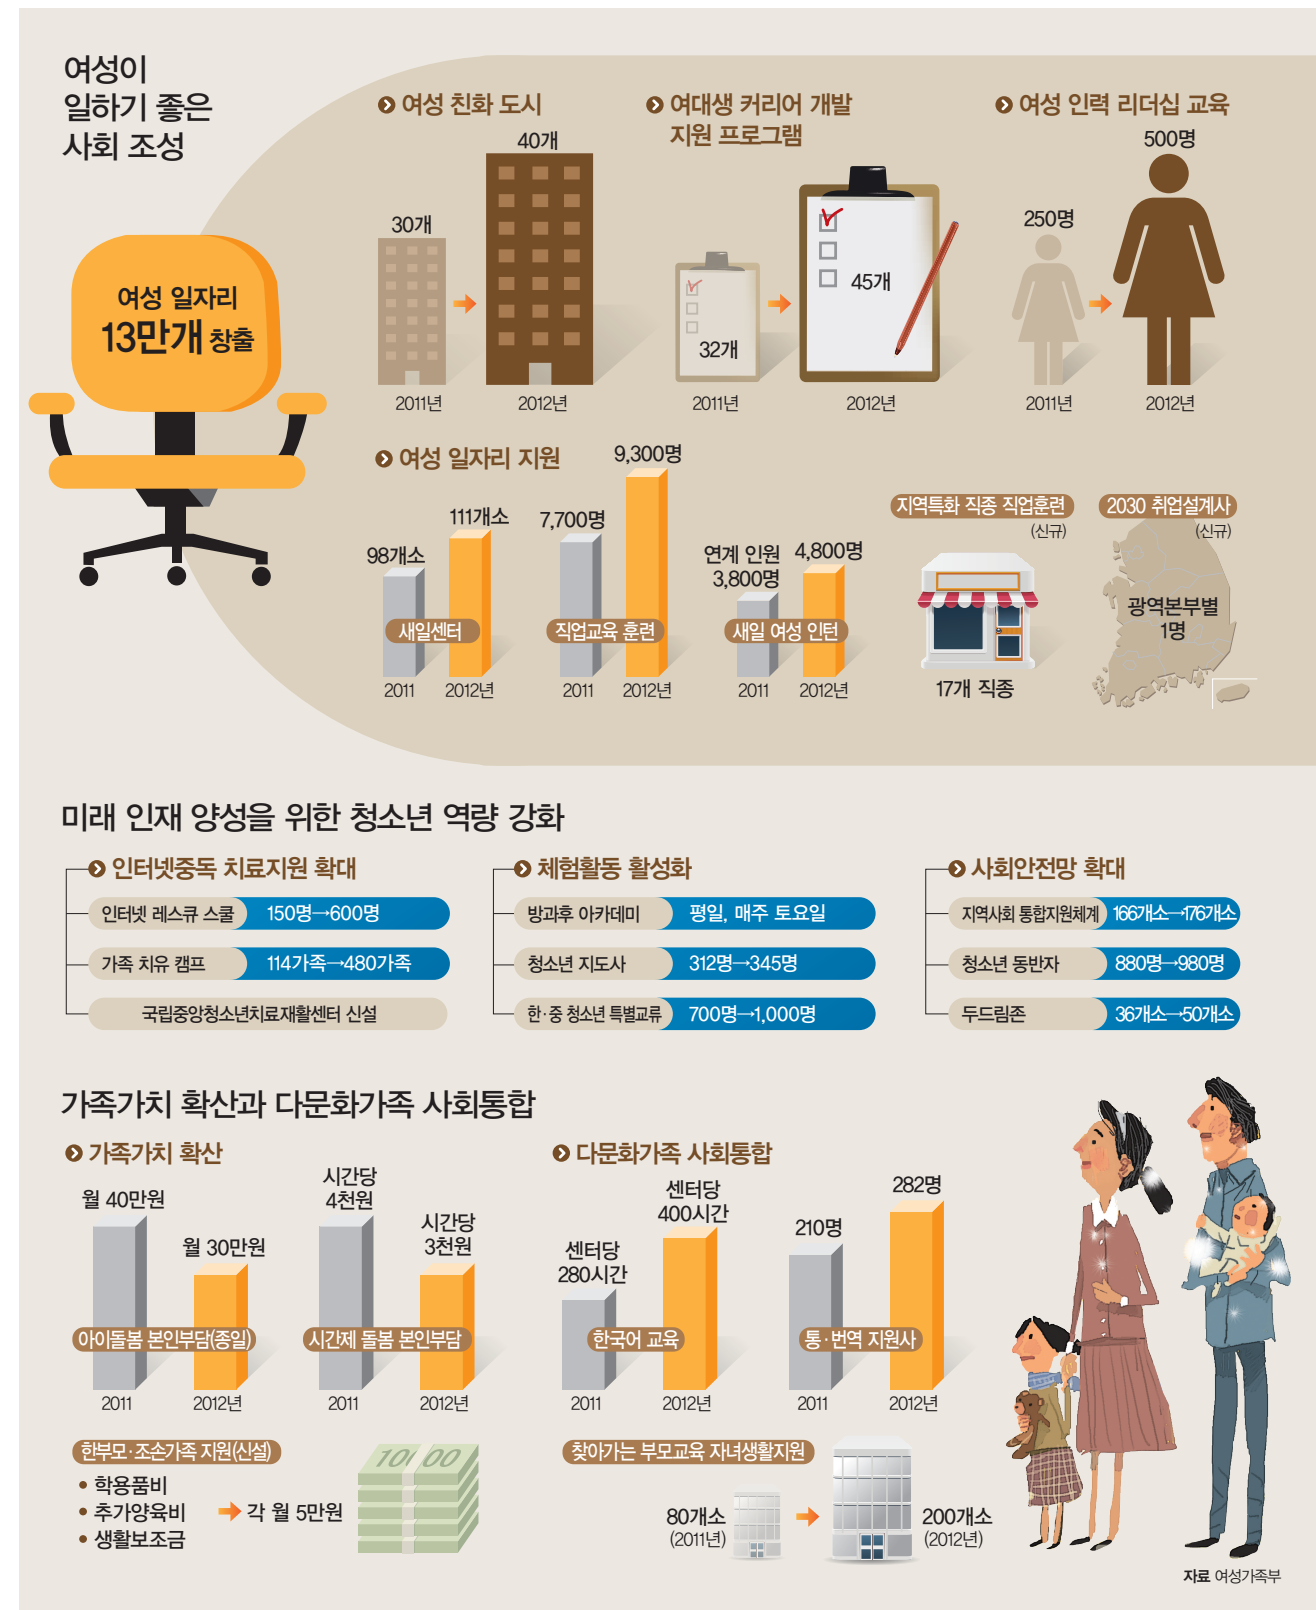 여성이
일하기 좋은
사회 조성
여성 일자리
13만개 창출
여성 친화 도시
30개
40개
2011년
2012년
여대생 커리어 개발
지원 프로그램
32개
45개
2011년
2012년
여성 인력 리더십 교육
250명
500명
2011년
2012년
여성 일자리 지원
98개소
111개소
새일센터
2011
2012년
7,700명
9,300명
직업교육 훈련
2011
2012년
연계 인원
3,800명
4,800명
새일 여성 인턴
2011
2012년
지역특화 직종 직업훈련
(신규)
17개 직종
2030 취업설계사
(신규)
광역본부별
1명
미래 인재 양성을 위한 청소년 역량 강화
인터넷중독 치료지원 확대
인터넷 레스큐 스쿨 150명→600명
가족 치유 캠프 114가족→480가족
국립중앙청소년치료재활센터 신설
체험활동 활성화
방과후 아카데미 평일, 매주 토요일
청소년 지도사 312명→345명
한·중 청소년 특별교류 700명→1,000명
사회안전망 확대
지역사회 통합지원체계 166개소→176개소
청소년 동반자 880명→980명
두드림존 36개소→50개소
가족가치 확산과 다문화가족 사회통합
가족가치 확산
월 40만원
월 30만원
아이돌봄 본인부담(종일)
2011
2012년
시간당
4천원
시간당
3천원
시간제 돌봄 본인부담
2011
2012년
한부모·조손가족 지원(신설)
• 학용품비
• 추가양육비
• 생활보조금
각 월 5만원
10 00
다문화가족 사회통합
센터당
280시간
센터당
400시간
한국어 교육
2011
2012년
210명
282명
통·번역 지원사
2011
2012년
찾아가는 부모교육 자녀생활지원
80개소
(2011년)
200개소
(2012년)
자료 여성가족부